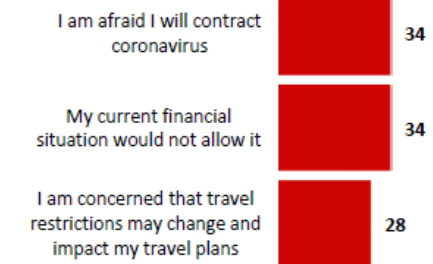 I am afraid I will contract
coronavirus
34
My current financial
situation would not allow it
34
I am concerned that travel
restrictions may change and
impact my travel plans
28